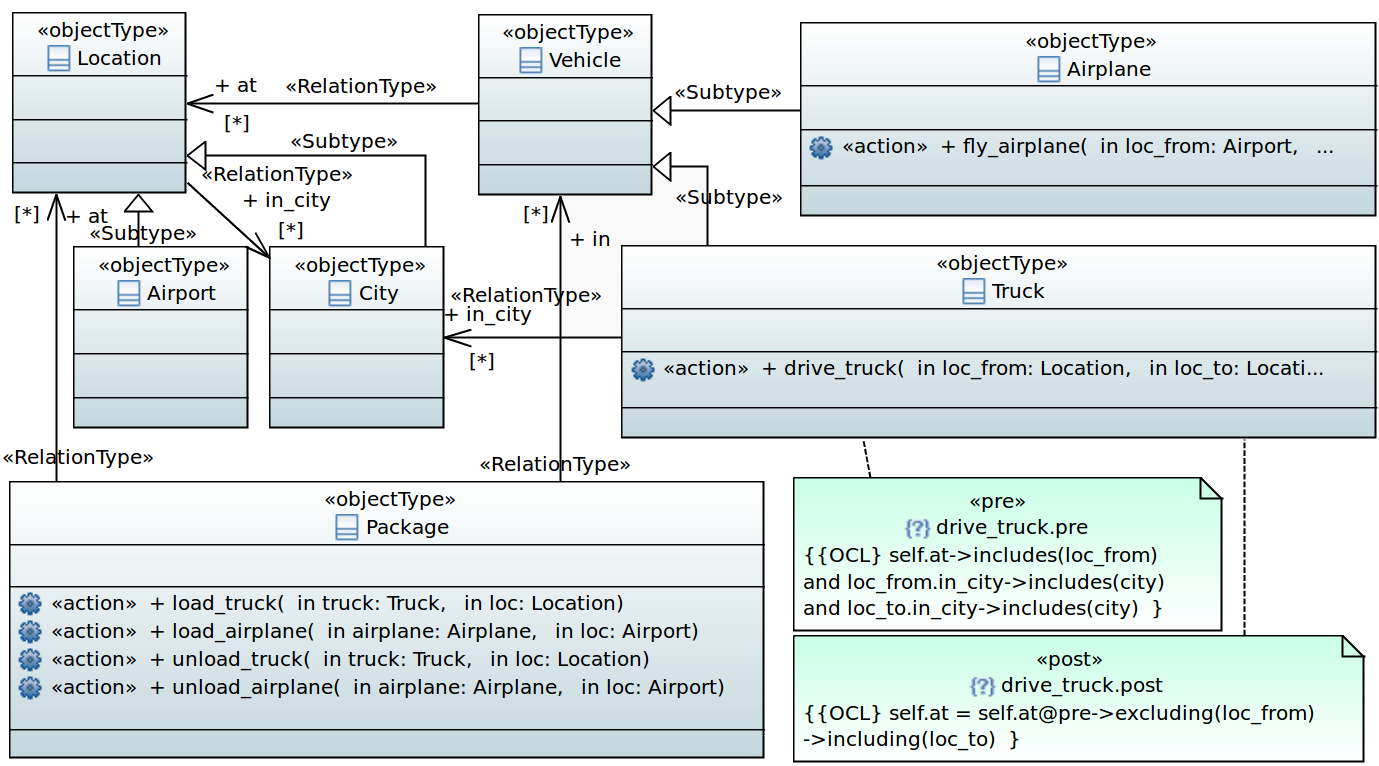 «objectType»
Location
+ at
«RelationType»
[*]
«objectType»
Vehicle
«Subtype»
«objectType»
Airplane
«action» + fly_airplane( in loc_from: Airport, ...
«Subtype»
«RelationType»
+ in_city
[*]
[*]
+ at
«Subtype»
[*]
+ in
«Subtype»
«objectType»
Airport
«objectType»
City
«RelationType»
+ in_city
[*]
«objectType»
Truck
«action» + drive_truck( in loc_from: Location, in loc_to: Locati...
«RelationType»
«RelationType»
«objectType»
Package
«action» + load_truck( in truck: Truck, in loc: Location)
«action» + load_airplane( in airplane: Airplane, in loc: Airport)
«action» + unload_truck( in truck: Truck, in loc: Location)
«action» + unload_airplane( in airplane: Airplane, in loc: Airport)
«pre»
{?} drive_truck.pre
{{OCL} self.at->includes(loc_from)
and loc_from.in_city->includes(city)
and loc_to.in_city->includes(city) }
«post»
{?} drive_truck.post
{{OCL} self.at = self.at@pre->excluding(loc_from)
->including(loc_to) }